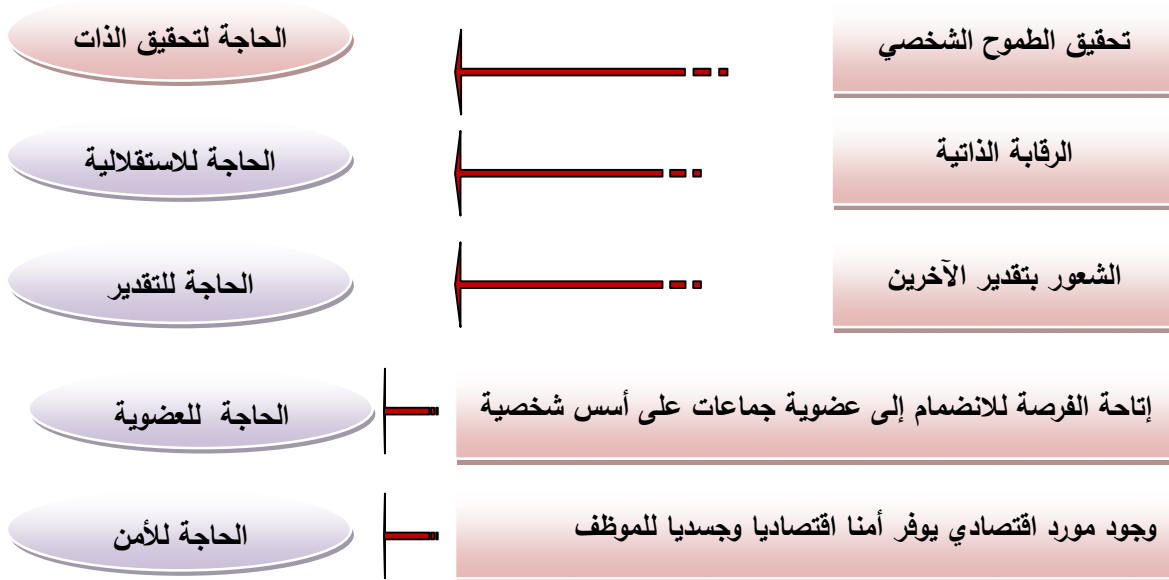 تحقيق الطموح الشخصي
الحاجة لتحقيق الذات
الرقابة الذاتية
الحاجة للاستقلالية
الشعور بتقدير الآخرين
الحاجة للتقدير
إتاحة الفرصة للانضمام إلى عضوية جماعات على أسس شخصية
الحاجة للعضوية
وجود مورد اقتصادي يوفر أمنا اقتصاديا وجسديا للموظف
الحاجة للأمن